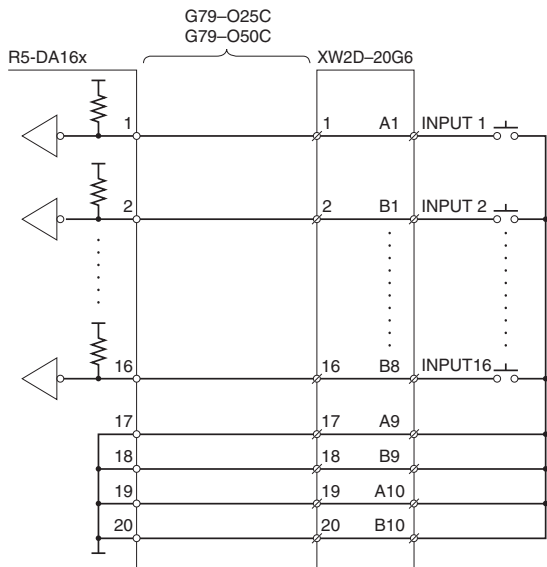 G79–O25C
G79–O50C
R5-DA16x XW2D–20G6
1 1 A1 INPUT 1
2 2 B1 INPUT 2
16 16 B8 INPUT16
17 17 A9
18 18 B9
19 19 A10
20 20 B10